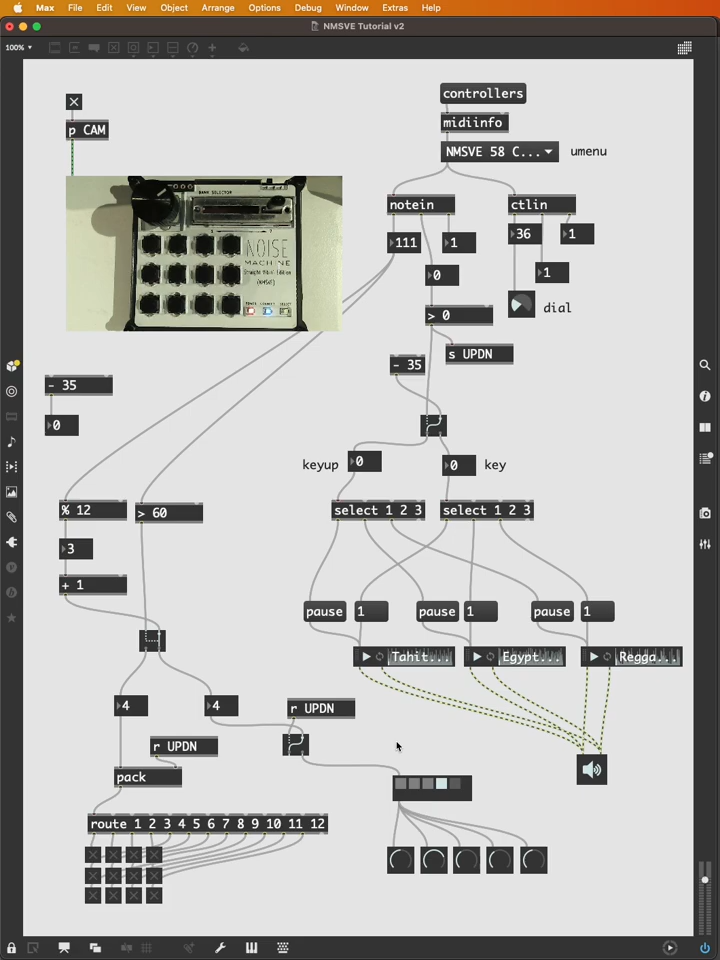 Max File Edit View Object Arrange Options Debug Window Extras Help
NMSVE Tutorial v2
100%
controllers
p CAM
midiinfo
NMSVE 58 C...
umenu
BANK SELECTOR
NOISE
MACHINE
(NMSVE)
notein
ctlin
111
1
36
1
0
1
> 0
dial
s UPDN
- 35
- 35
0
keyup
0
0
key
% 12
> 60
select 1 2 3
select 1 2 3
3
+ 1
pause
1
pause
1
pause
1
Tahit...
Egypt...
Regga...
4
4
r UPDN
r UPDN
pack
route 1 2 3 4 5 6 7 8 9 10 11 12